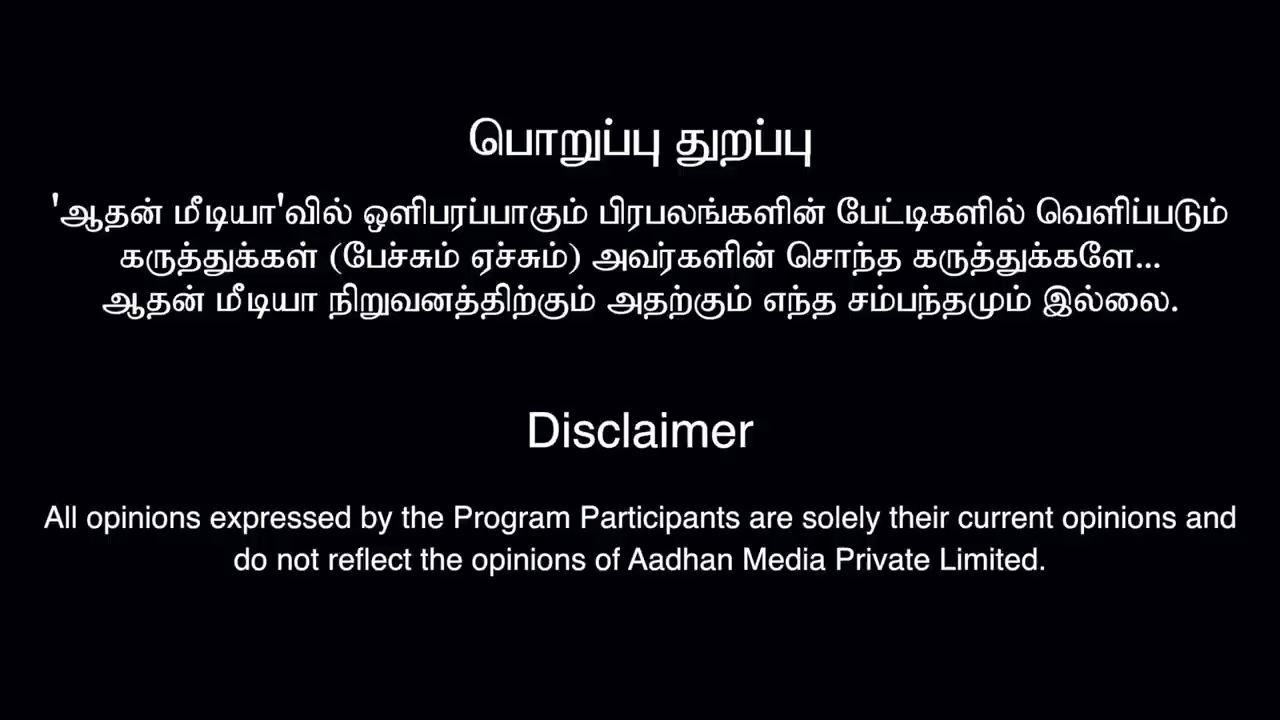 பொறுப்பு துறப்பு
'ஆதன் மீடியா'வில் ஒளிபரப்பாகும் பிரபலங்களின் பேட்டிகளில் வெளிப்படும்
கருத்துக்கள் (பேச்சும் ஏச்சும்) அவர்களின் சொந்த கருத்துக்களே...
ஆதன் மீடியா நிறுவனத்திற்கும் அதற்கும் எந்த சம்பந்தமும் இல்லை.
Disclaimer
All opinions expressed by the Program Participants are solely their current opinions and
do not reflect the opinions of Aadhan Media Private Limited.